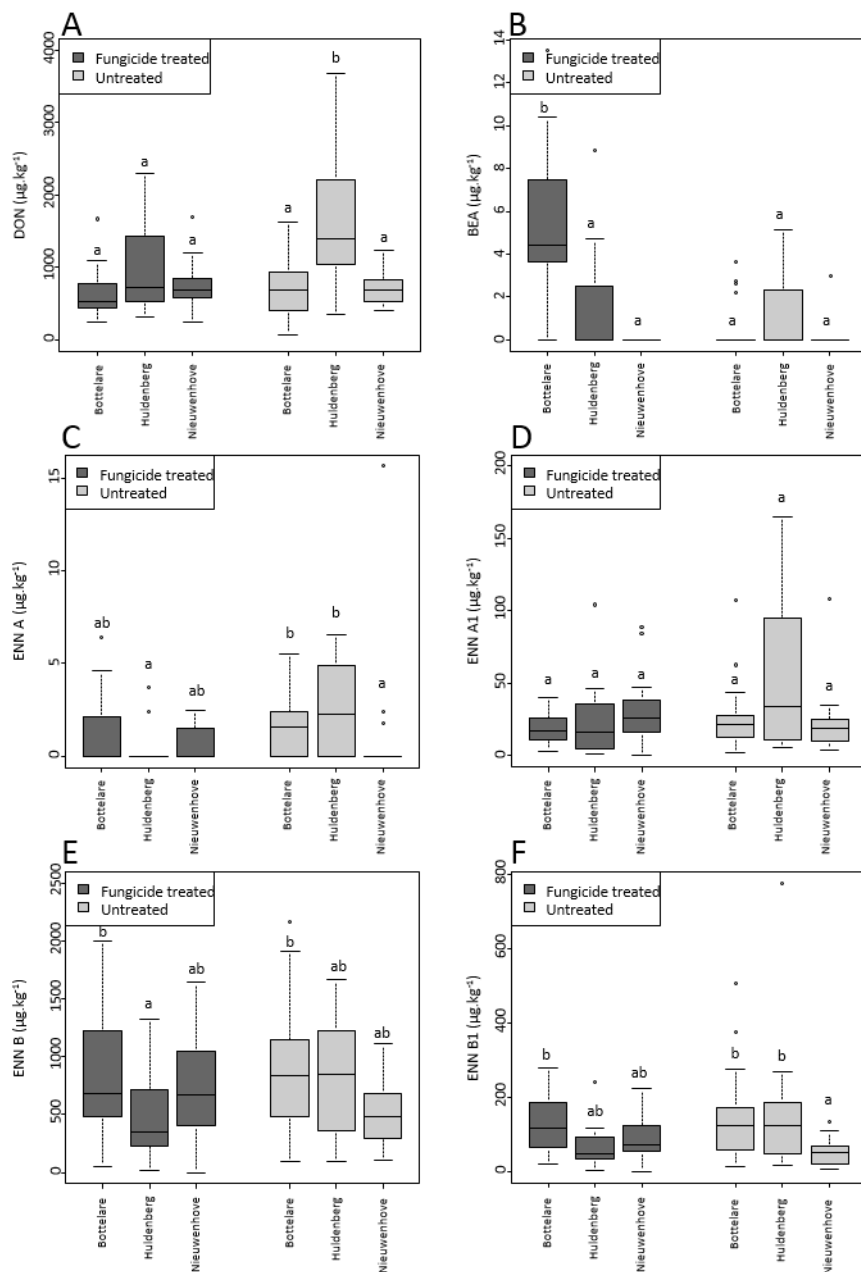 A
Fungicide treated
Untreated
DON (µg.kg⁻¹)
0
1000
2000
3000
4000
a
a
a
a
b
a
Bottelare
Huldenberg
Nieuwenhove
Bottelare
Huldenberg
Nieuwenhove
B
Fungicide treated
Untreated
BEA (µg.kg⁻¹)
0
2
4
6
8
10
12
14
b
a
a
a
a
a
Bottelare
Huldenberg
Nieuwenhove
Bottelare
Huldenberg
Nieuwenhove
C
Fungicide treated
Untreated
ENN A (µg.kg⁻¹)
0
5
10
15
ab
a
ab
b
b
a
Bottelare
Huldenberg
Nieuwenhove
Bottelare
Huldenberg
Nieuwenhove
D
Fungicide treated
Untreated
ENN A1 (µg.kg⁻¹)
0
50
100
150
200
a
a
a
a
a
a
Bottelare
Huldenberg
Nieuwenhove
Bottelare
Huldenberg
Nieuwenhove
E
Fungicide treated
Untreated
ENN B (µg.kg⁻¹)
0
500
1000
1500
2000
2500
b
a
ab
b
ab
ab
Bottelare
Huldenberg
Nieuwenhove
Bottelare
Huldenberg
Nieuwenhove
F
Fungicide treated
Untreated
ENN B1 (µg.kg⁻¹)
0
200
400
600
800
b
ab
ab
b
b
a
Bottelare
Huldenberg
Nieuwenhove
Bottelare
Huldenberg
Nieuwenhove